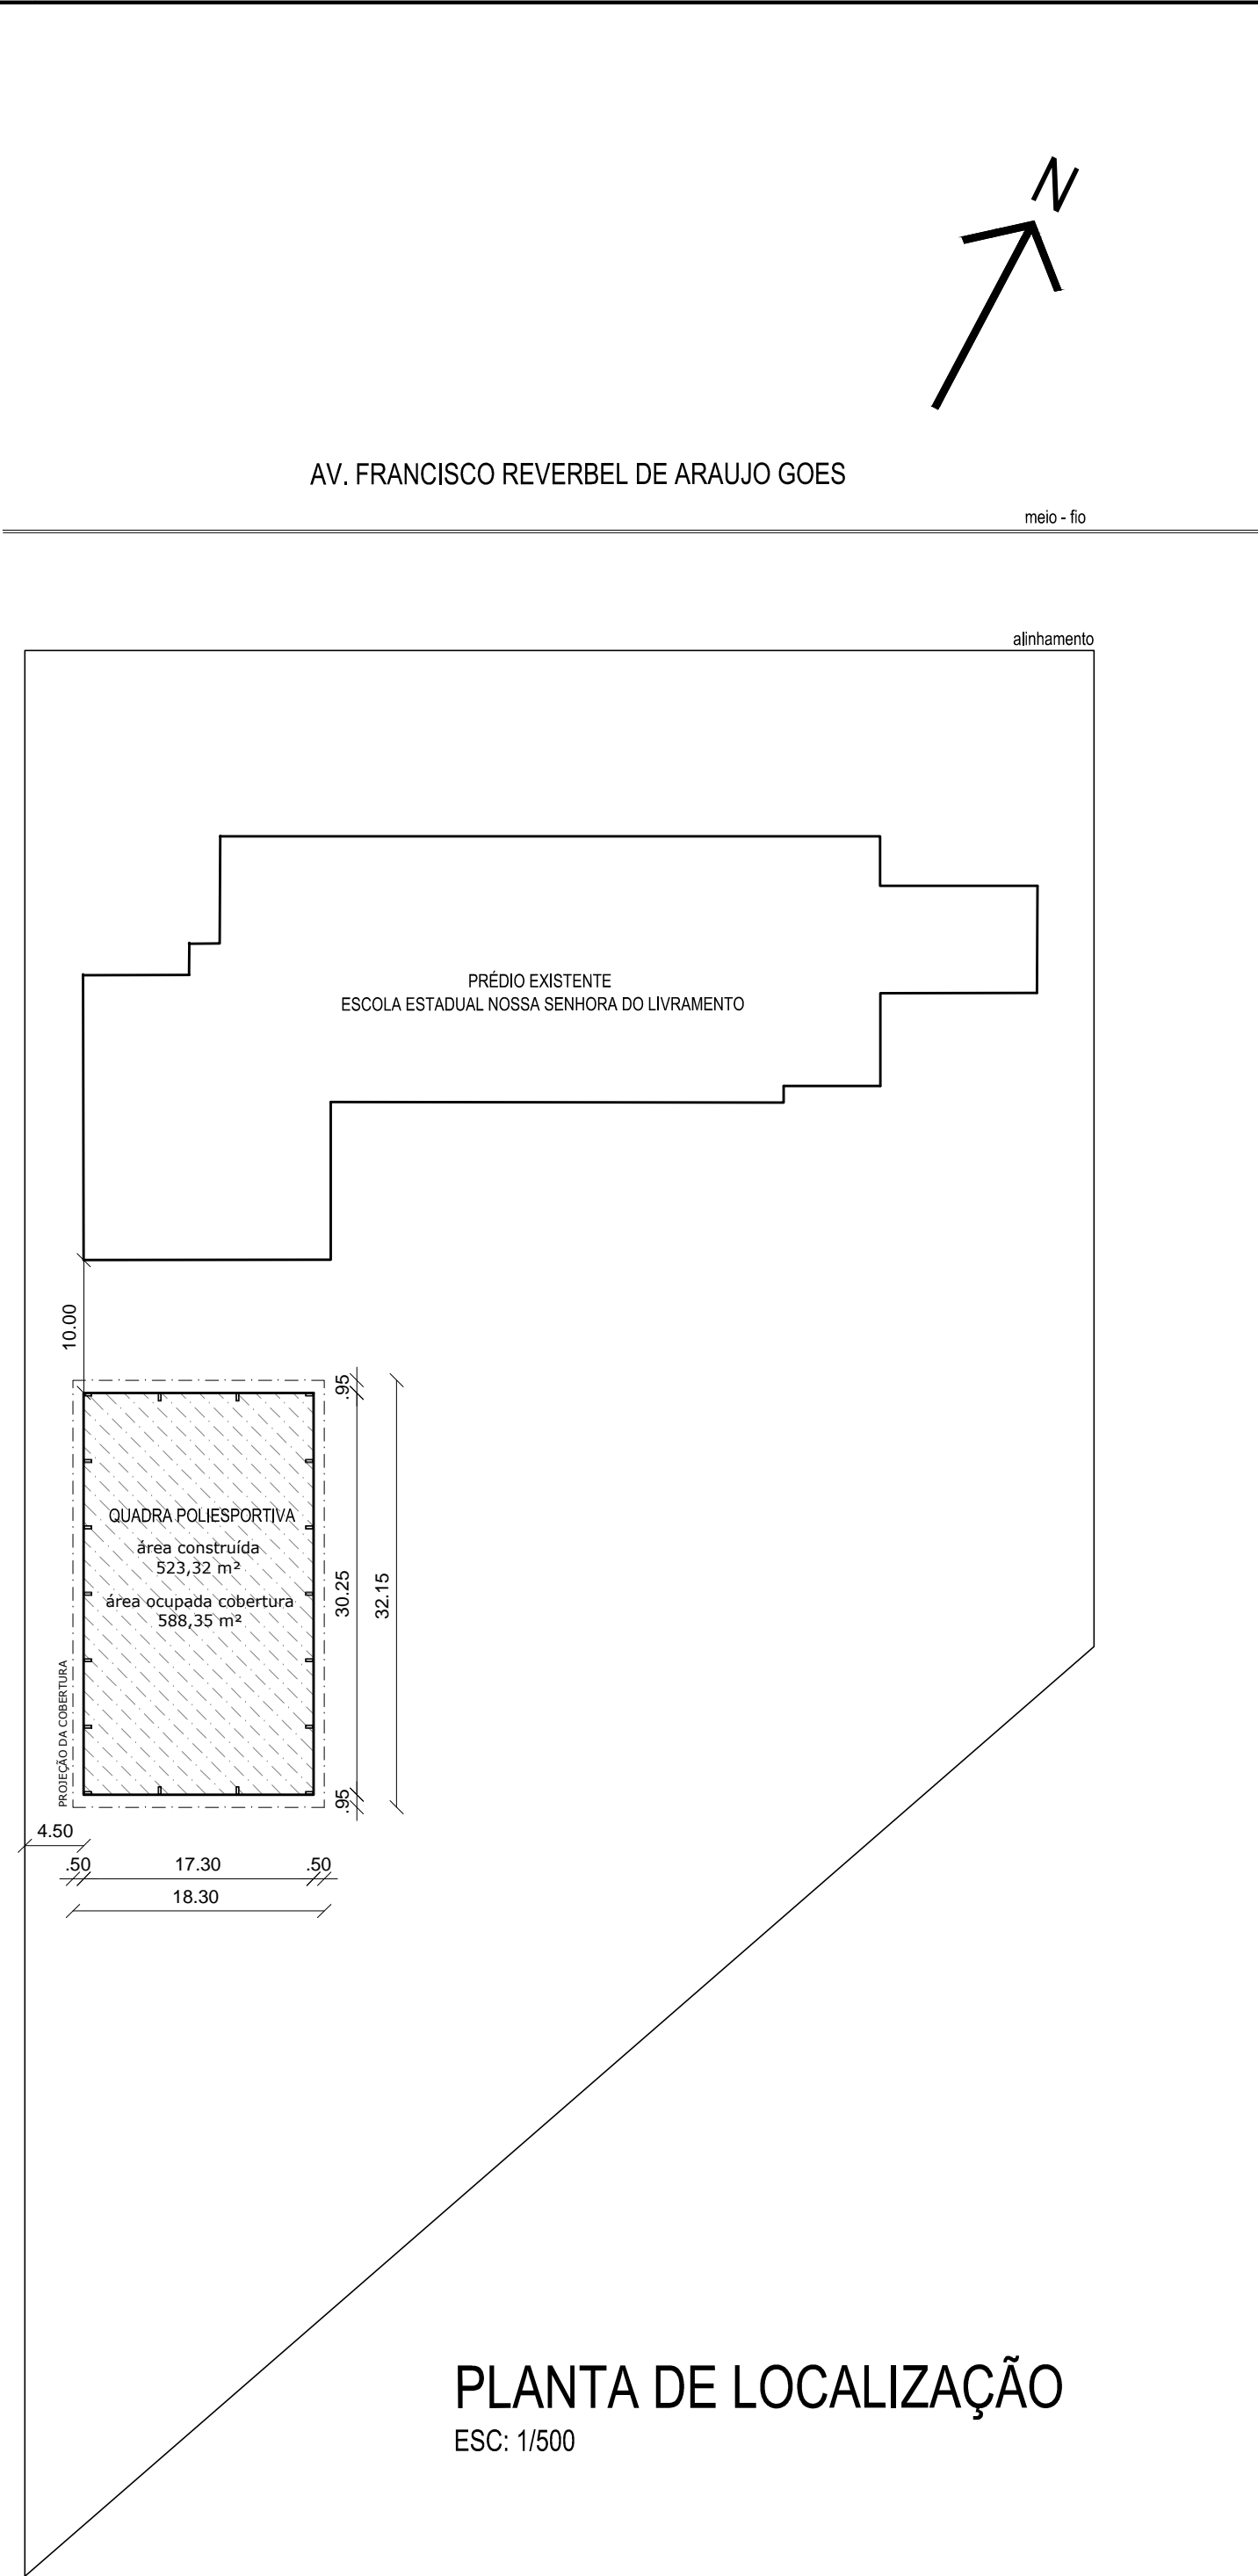 N
AV. FRANCISCO REVERBEL DE ARAUJO GOES
meio - fio
alinhamento
PRÉDIO EXISTENTE
ESCOLA ESTADUAL NOSSA SENHORA DO LIVRAMENTO
10.00
.95
QUADRA POLIESPORTIVA
área construída
523,32 m²
área ocupada cobertura
588,35 m²
30.25
32.15
PROJEÇÃO DA COBERTURA
.95
4.50
.50
17.30
.50
18.30
PLANTA DE LOCALIZAÇÃO
ESC: 1/500